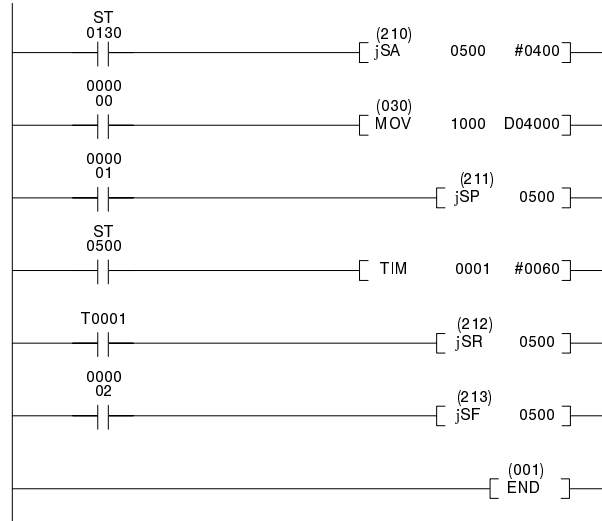 ST
0130
(210)
jSA 0500 #0400
0000
00
(030)
MOV 1000 D04000
0000
01
(211)
jSP 0500
ST
0500
TIM 0001 #0060
T0001
(212)
jSR 0500
0000
02
(213)
jSF 0500
(001)
END